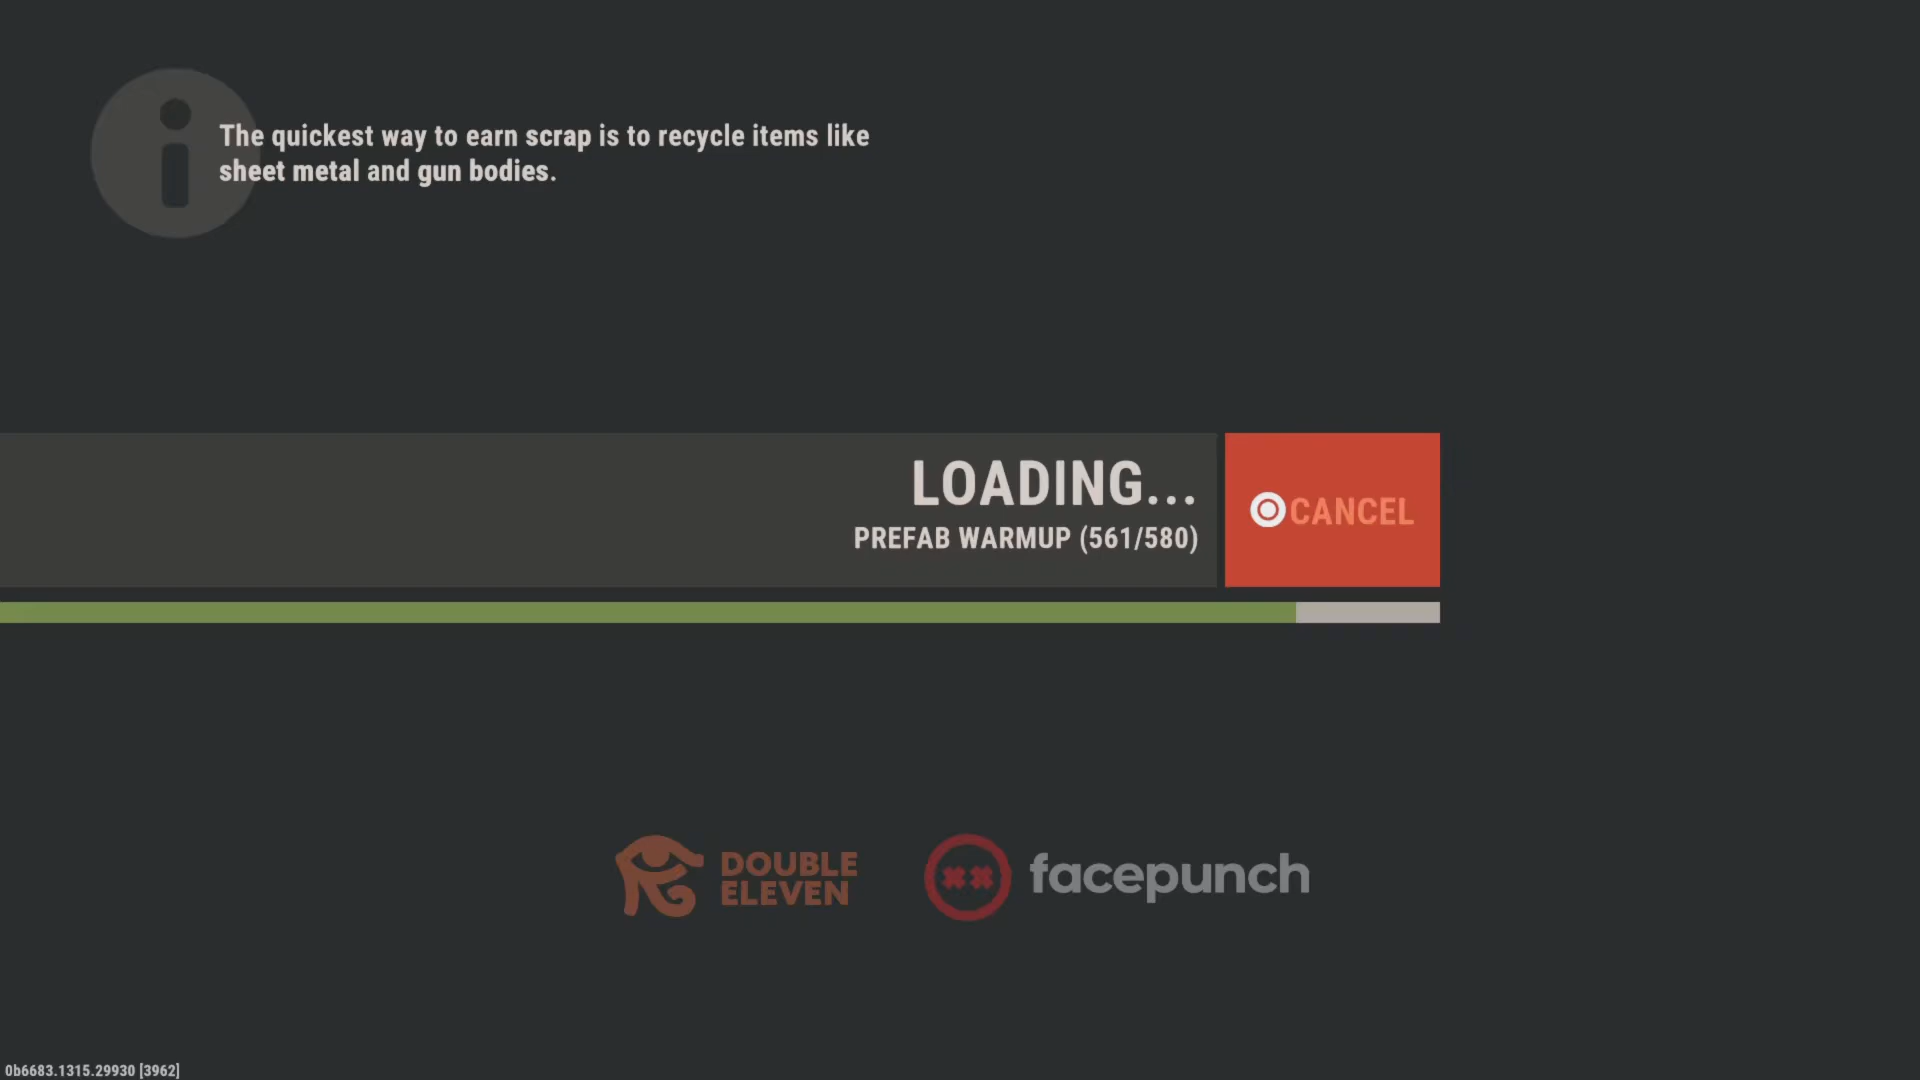 The quickest way to earn scrap is to recycle items like
sheet metal and gun bodies.
LOADING...
PREFAB WARMUP (561/580)
CANCEL
DOUBLE
ELEVEN
facepunch
0b6683.1315.29930 [3962]